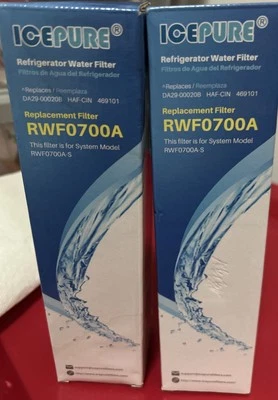 ICEPURE®
Refrigerator Water Filter
Filtros de Agua del Refrigerador
•Replaces / Reemplaza
DA29-00020B HAF-CIN 469101
Replacement Filter
RWF0700A
This filter is for System Model
RWF0700A-S
ICEPURE®
Refrigerator Water Filter
Filtros de Agua del Refrigerador
•Replaces / Reemplaza
DA29-00020B HAF-CIN 469101
Replacement Filter
RWF0700A
This filter is for System Model
RWF0700A-S